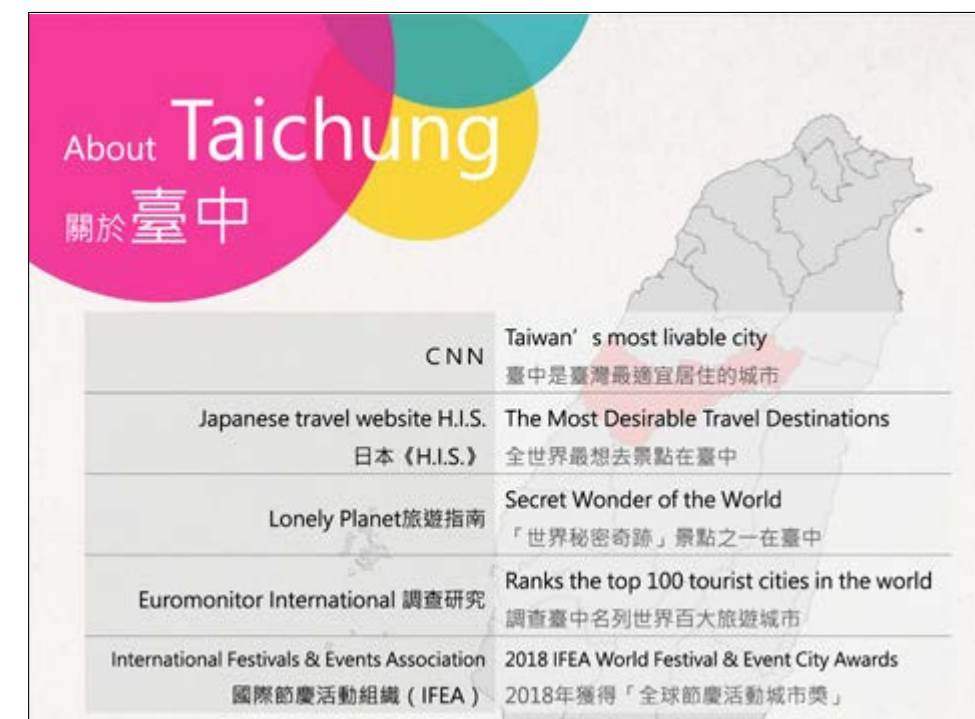 About Taichung
關於臺中
CNN
Taiwan’s most livable city
臺中是臺灣最適宜居住的城市
Japanese travel website H.I.S.
日本《H.I.S.》
The Most Desirable Travel Destinations
全世界最想去景點在臺中
Lonely Planet旅遊指南
Secret Wonder of the World
「世界秘密奇跡」景點之一在臺中
Euromonitor International 調查研究
Ranks the top 100 tourist cities in the world
調查臺中名列世界百大旅遊城市
International Festivals & Events Association
國際節慶活動組織（IFEA）
2018 IFEA World Festival & Event City Awards
2018年獲得「全球節慶活動城市獎」